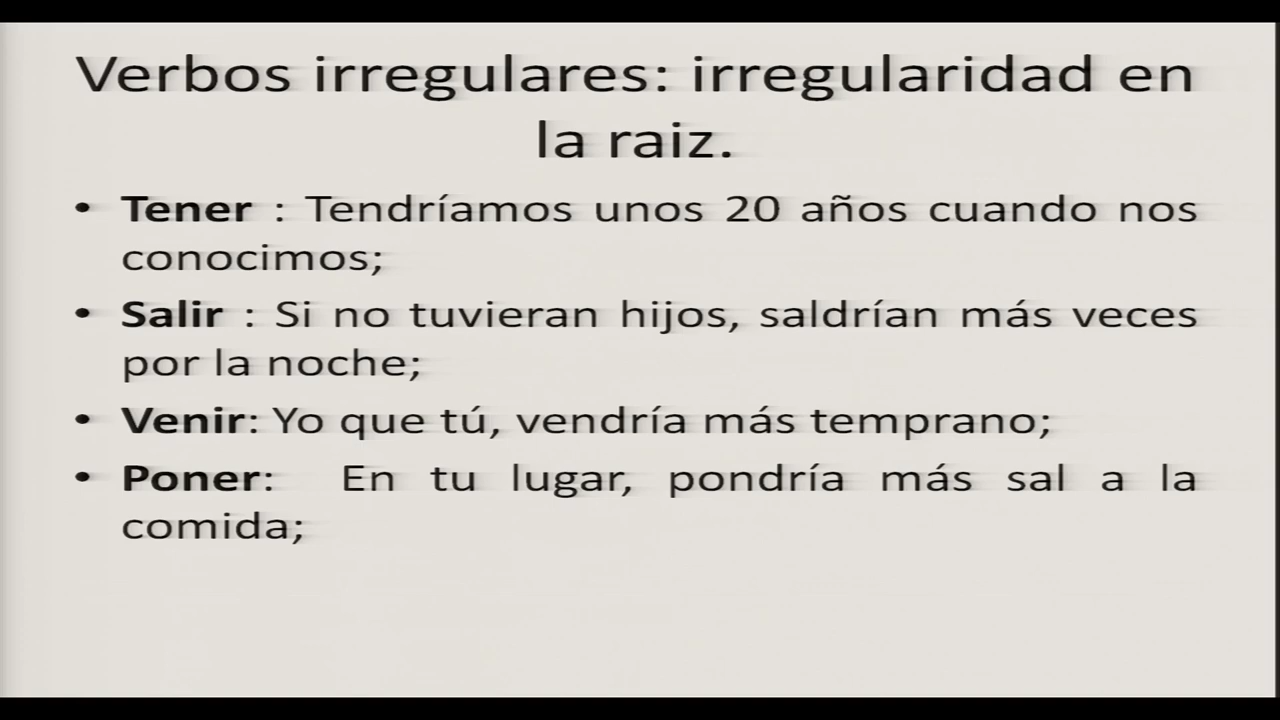 Verbos irregulares: irregularidad en
la raiz.
• Tener : Tendríamos unos 20 años cuando nos
conocimos;
• Salir : Si no tuvieran hijos, saldrían más veces
por la noche;
• Venir: Yo que tú, vendría más temprano;
• Poner: En tu lugar, pondría más sal a la
comida;